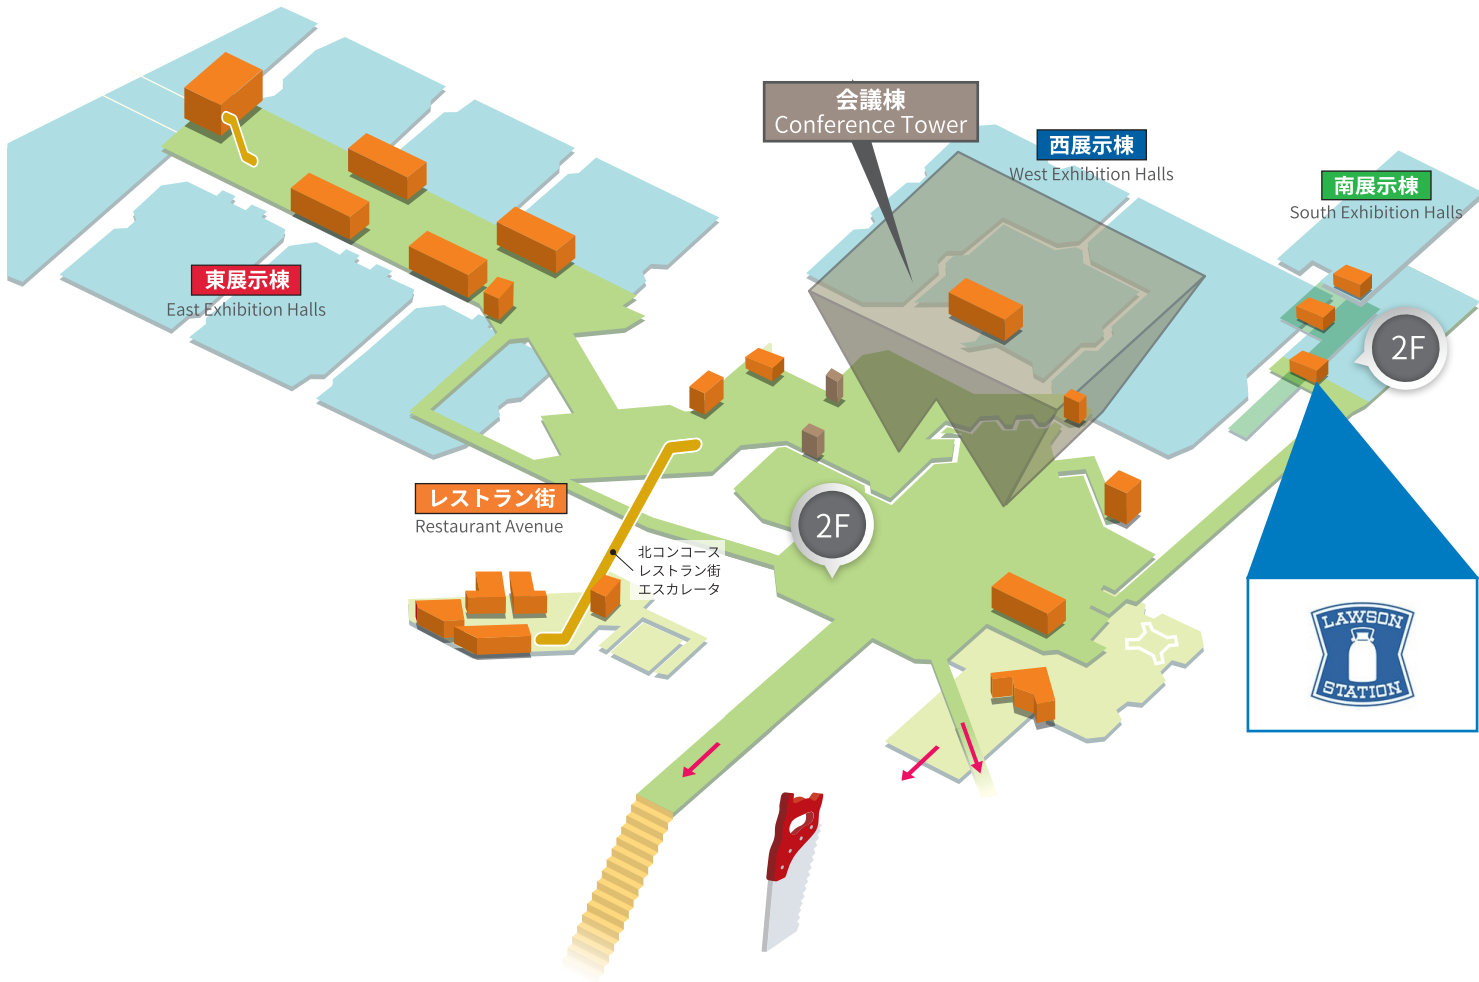 会議棟
Conference Tower
西展示棟
West Exhibition Halls
南展示棟
South Exhibition Halls
東展示棟
East Exhibition Halls
2F
レストラン街
Restaurant Avenue
2F
北コンコース
レストラン街
エスカレータ
LAWSON
STATION